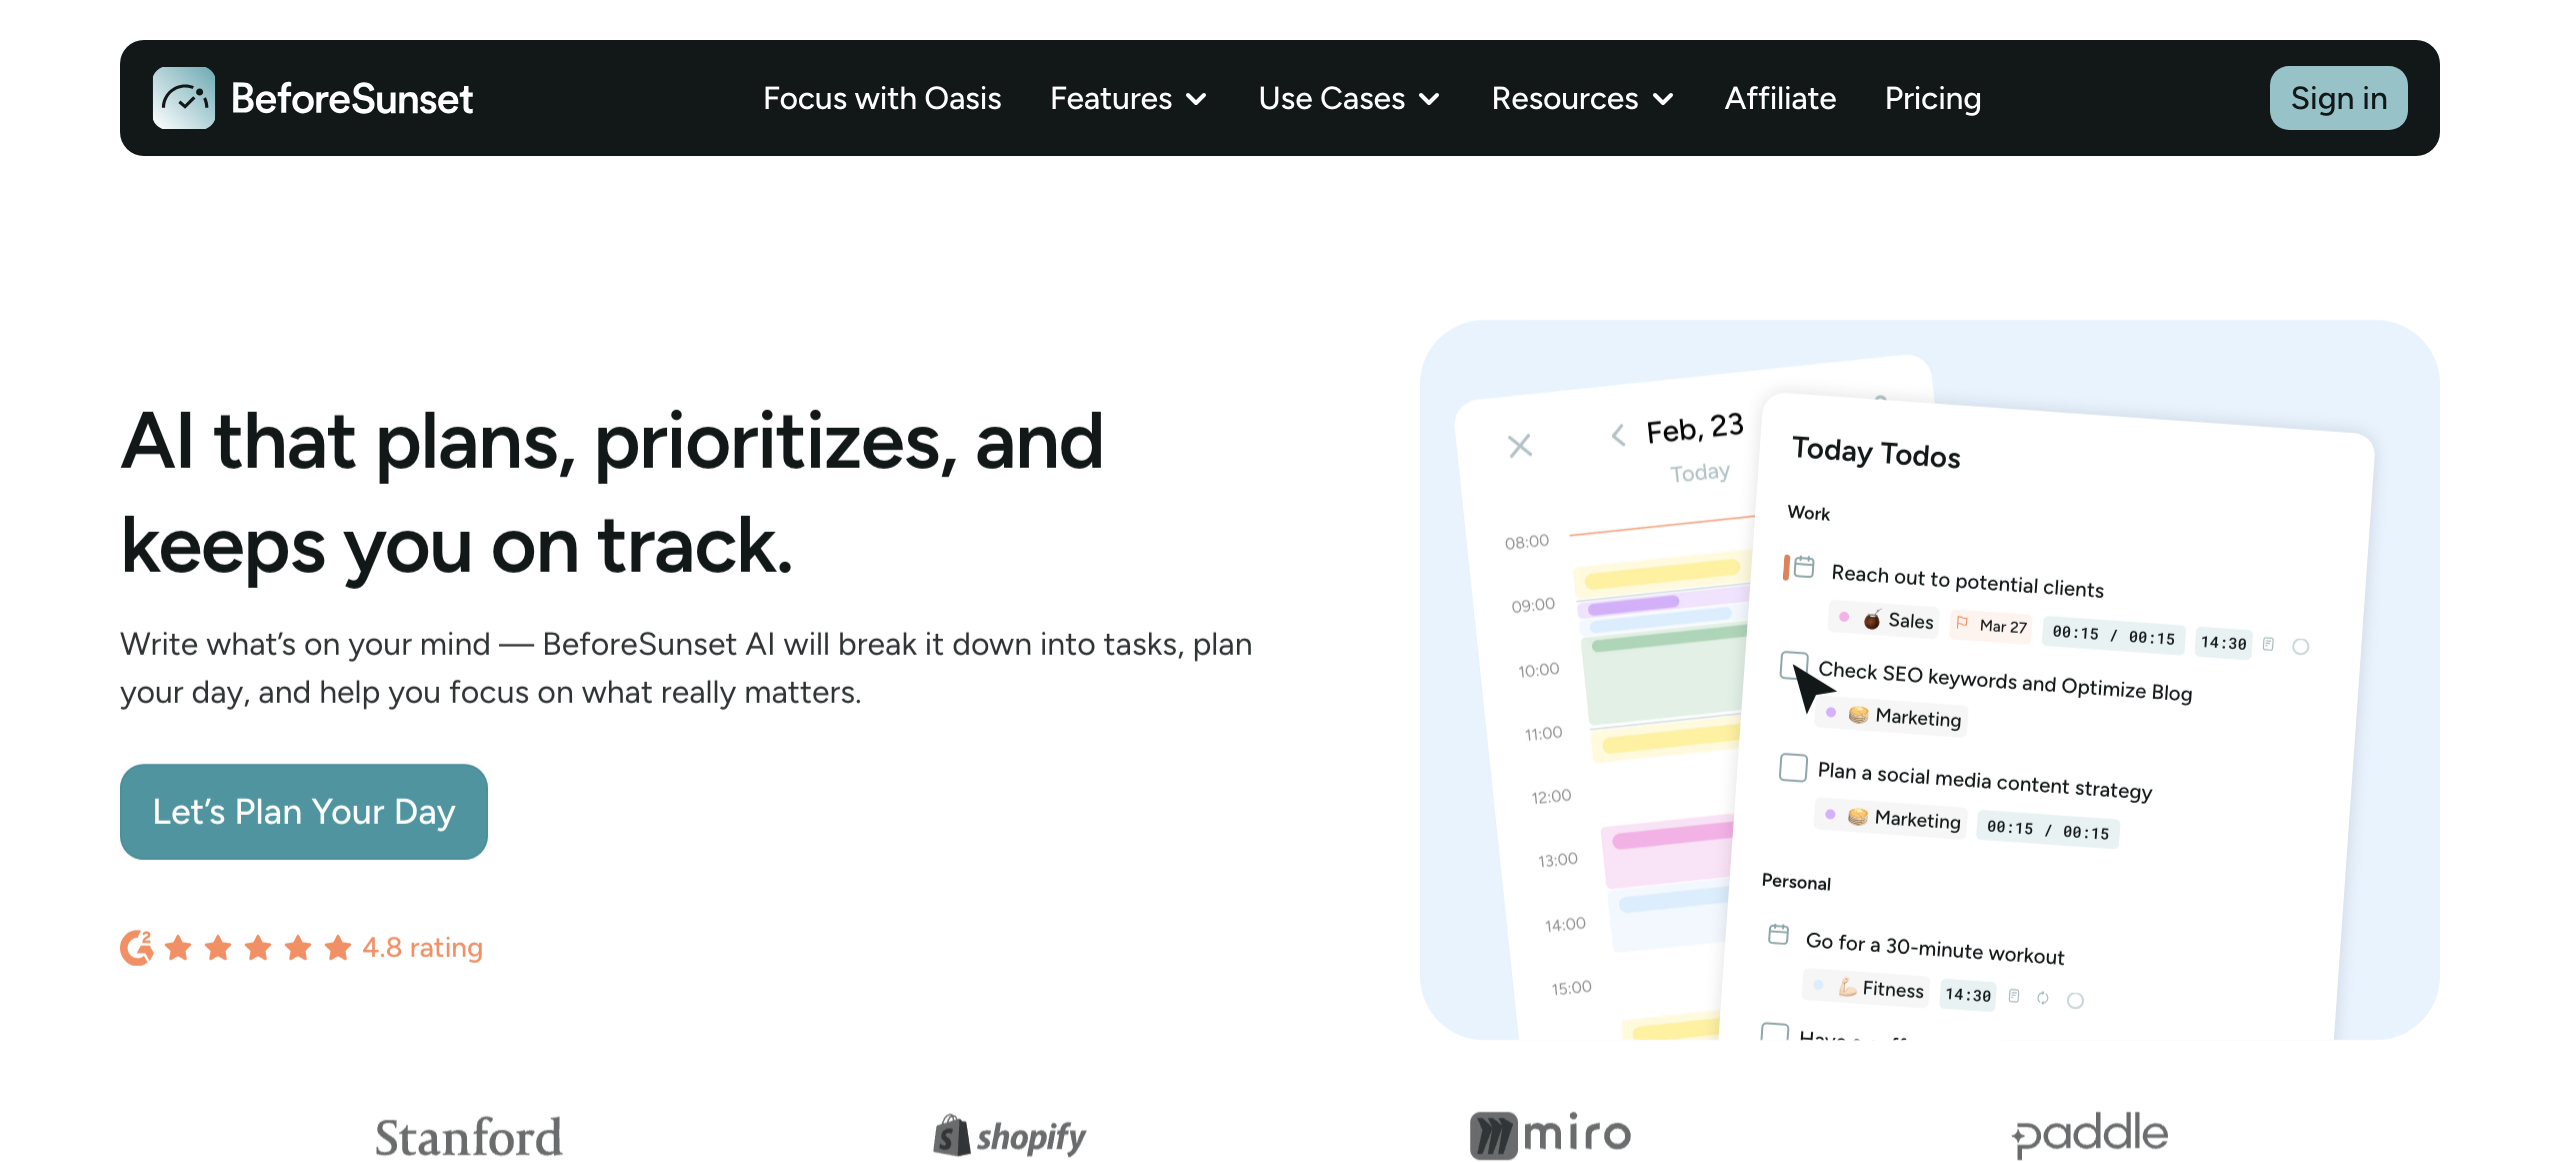 BeforeSunset
Focus with Oasis
Features
Use Cases
Resources
Affiliate
Pricing
Sign in
AI that plans, prioritizes, and
keeps you on track.
Write what’s on your mind — BeforeSunset AI will break it down into tasks, plan
your day, and help you focus on what really matters.
Let’s Plan Your Day
4.8 rating
Feb, 23
Today
08:00
09:00
10:00
11:00
12:00
13:00
14:00
15:00
Today Todos
Work
Reach out to potential clients
Sales Mar 27 00:15 / 00:15 14:30
Check SEO keywords and Optimize Blog
Marketing
Plan a social media content strategy
Marketing 00:15 / 00:15
Personal
Go for a 30-minute workout
Fitness 14:30
Stanford
shopify
miro
paddle